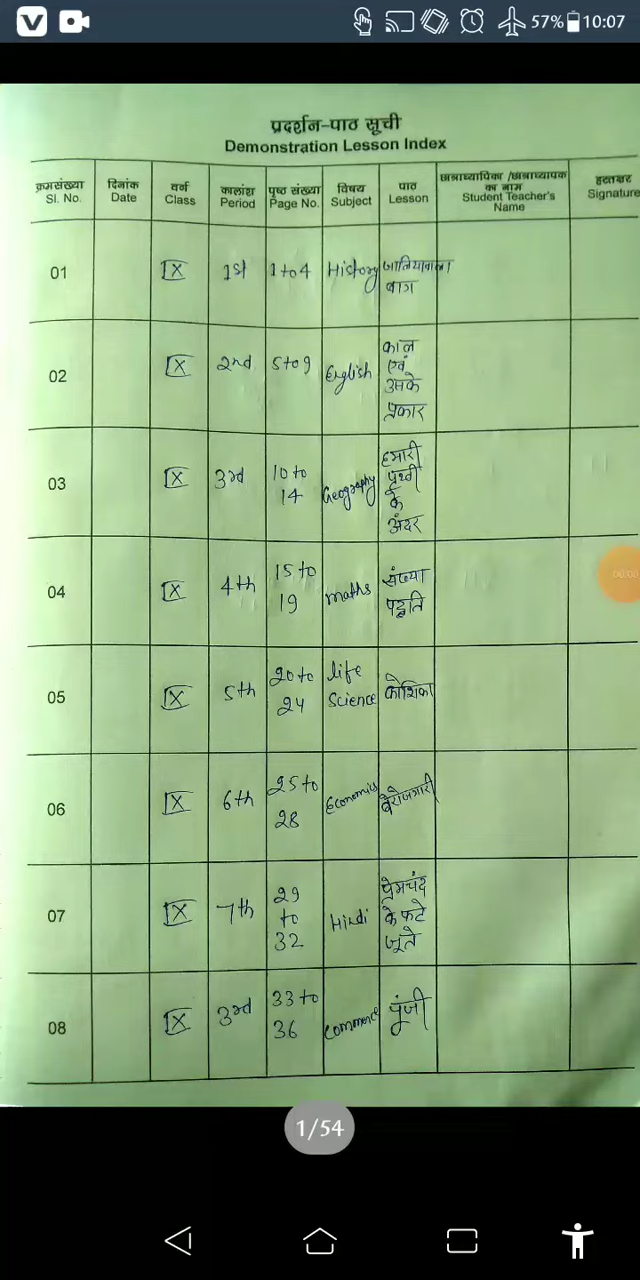 57% 10:07
प्रदर्शन-पाठ सूची
Demonstration Lesson Index
क्रमसंख्या दिनांक वर्ग कालांश पृष्ठ संख्या विषय पाठ छात्राध्यापिका /छात्राध्यापक का नाम हस्ताक्षर
Sl. No. Date Class Period Page No. Subject Lesson Student Teacher's Name Signature
01 IX 1st 1 to 4 History जालियावाला बाग
02 IX 2nd 5 to 9 English काल एवं उसके प्रकार
03 IX 3rd 10 to 14 Geography हमारी पृथ्वी के अंदर
04 IX 4th 15 to 19 maths संख्या पद्धति
05 IX 5th 20 to 24 life Science कोशिका
06 IX 6th 25 to 28 Economics बेरोजगारी
07 IX 7th 29 to 32 Hindi प्रेमचंद के फटे जूते
08 IX 3rd 33 to 36 Commerce पूंजी
00:00
1/54